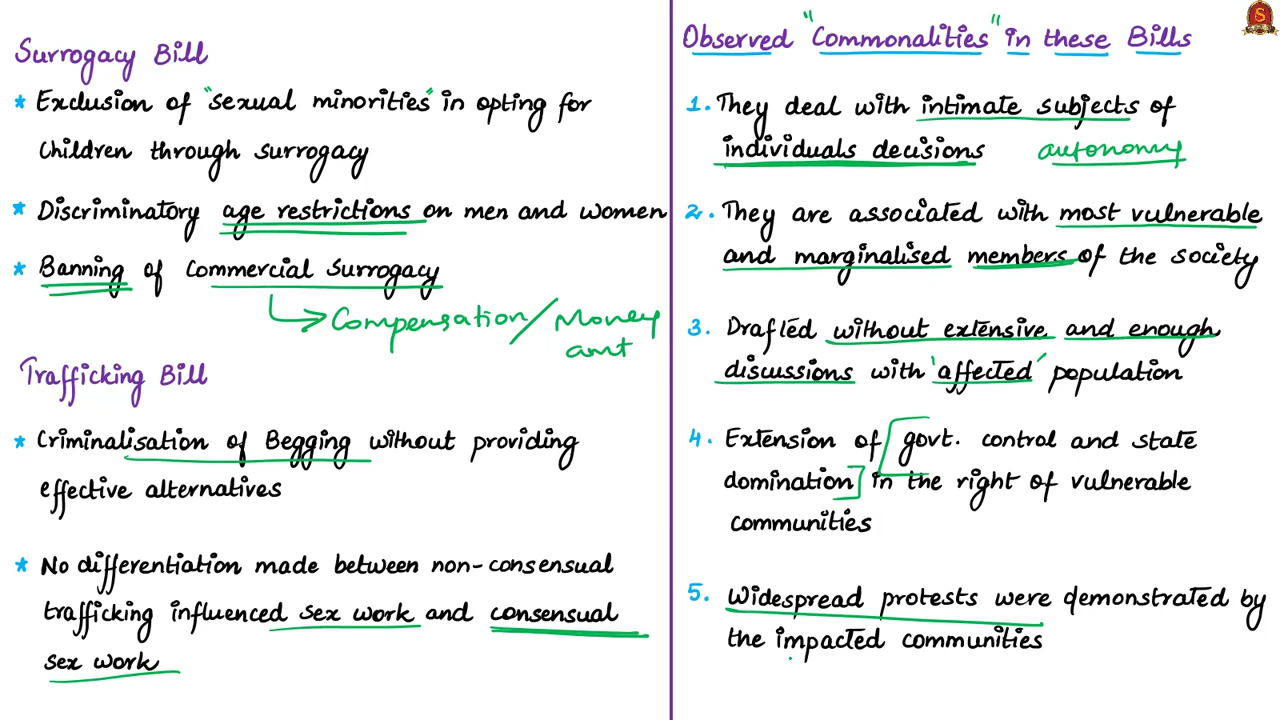 Surrogacy Bill
* Exclusion of "sexual minorities" in opting for
children through surrogacy
* Discriminatory age restrictions on men and women
* Banning of Commercial Surrogacy
Compensation/Money
amt
Trafficking Bill
* Criminalisation of Begging without providing
effective alternatives
* No differentiation made between non-consensual
trafficking influenced sex work and consensual
sex work
Observed "Commonalities" in these Bills
1. They deal with intimate subjects of
individuals decisions autonomy
2. They are associated with most vulnerable
and marginalised members of the society
3. Drafted without extensive and enough
discussions with 'affected' population
4. Extension of [govt. control and state
domination] in the right of vulnerable
communities
5. Widespread protests were demonstrated by
the impacted communities
S